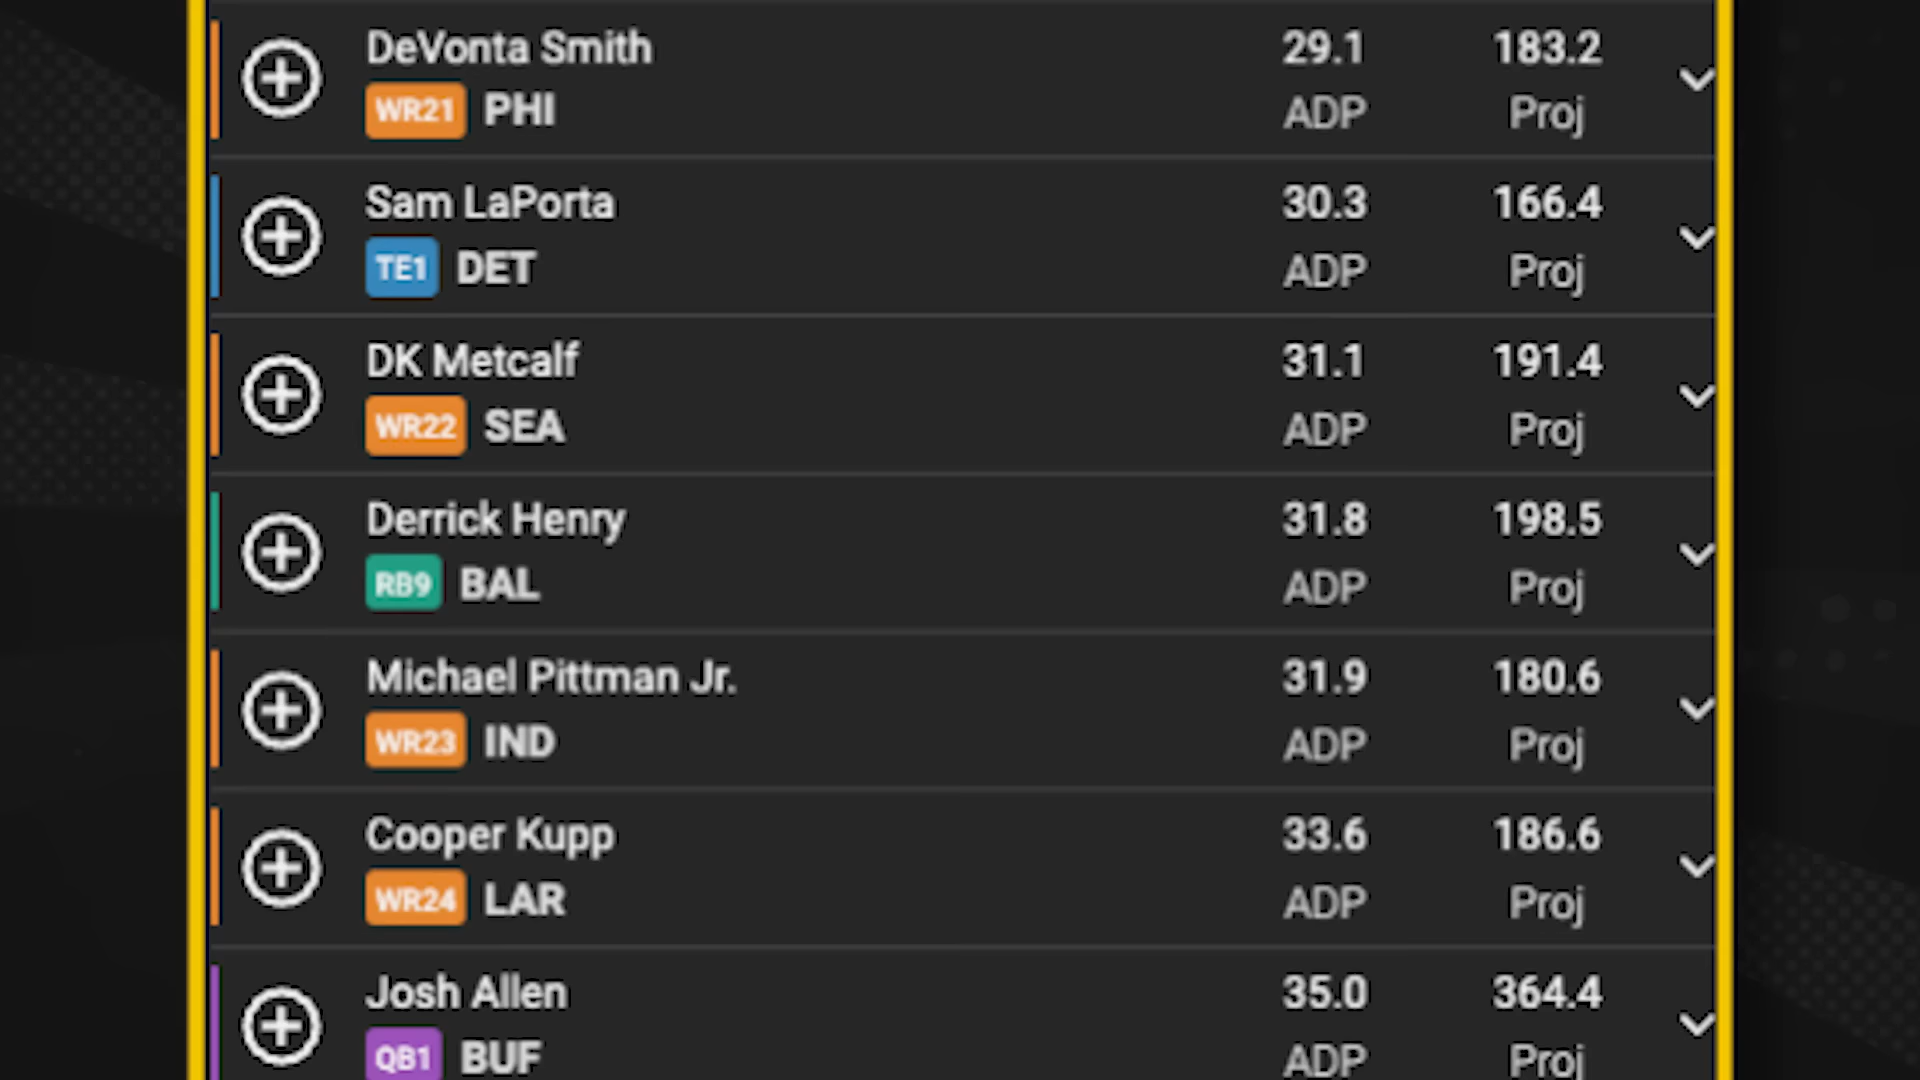 DeVonta Smith 29.1 183.2
WR21 PHI ADP Proj
Sam LaPorta 30.3 166.4
TE1 DET ADP Proj
DK Metcalf 31.1 191.4
WR22 SEA ADP Proj
Derrick Henry 31.8 198.5
RB9 BAL ADP Proj
Michael Pittman Jr. 31.9 180.6
WR23 IND ADP Proj
Cooper Kupp 33.6 186.6
WR24 LAR ADP Proj
Josh Allen 35.0 364.4
QB1 BUF ADP Proj